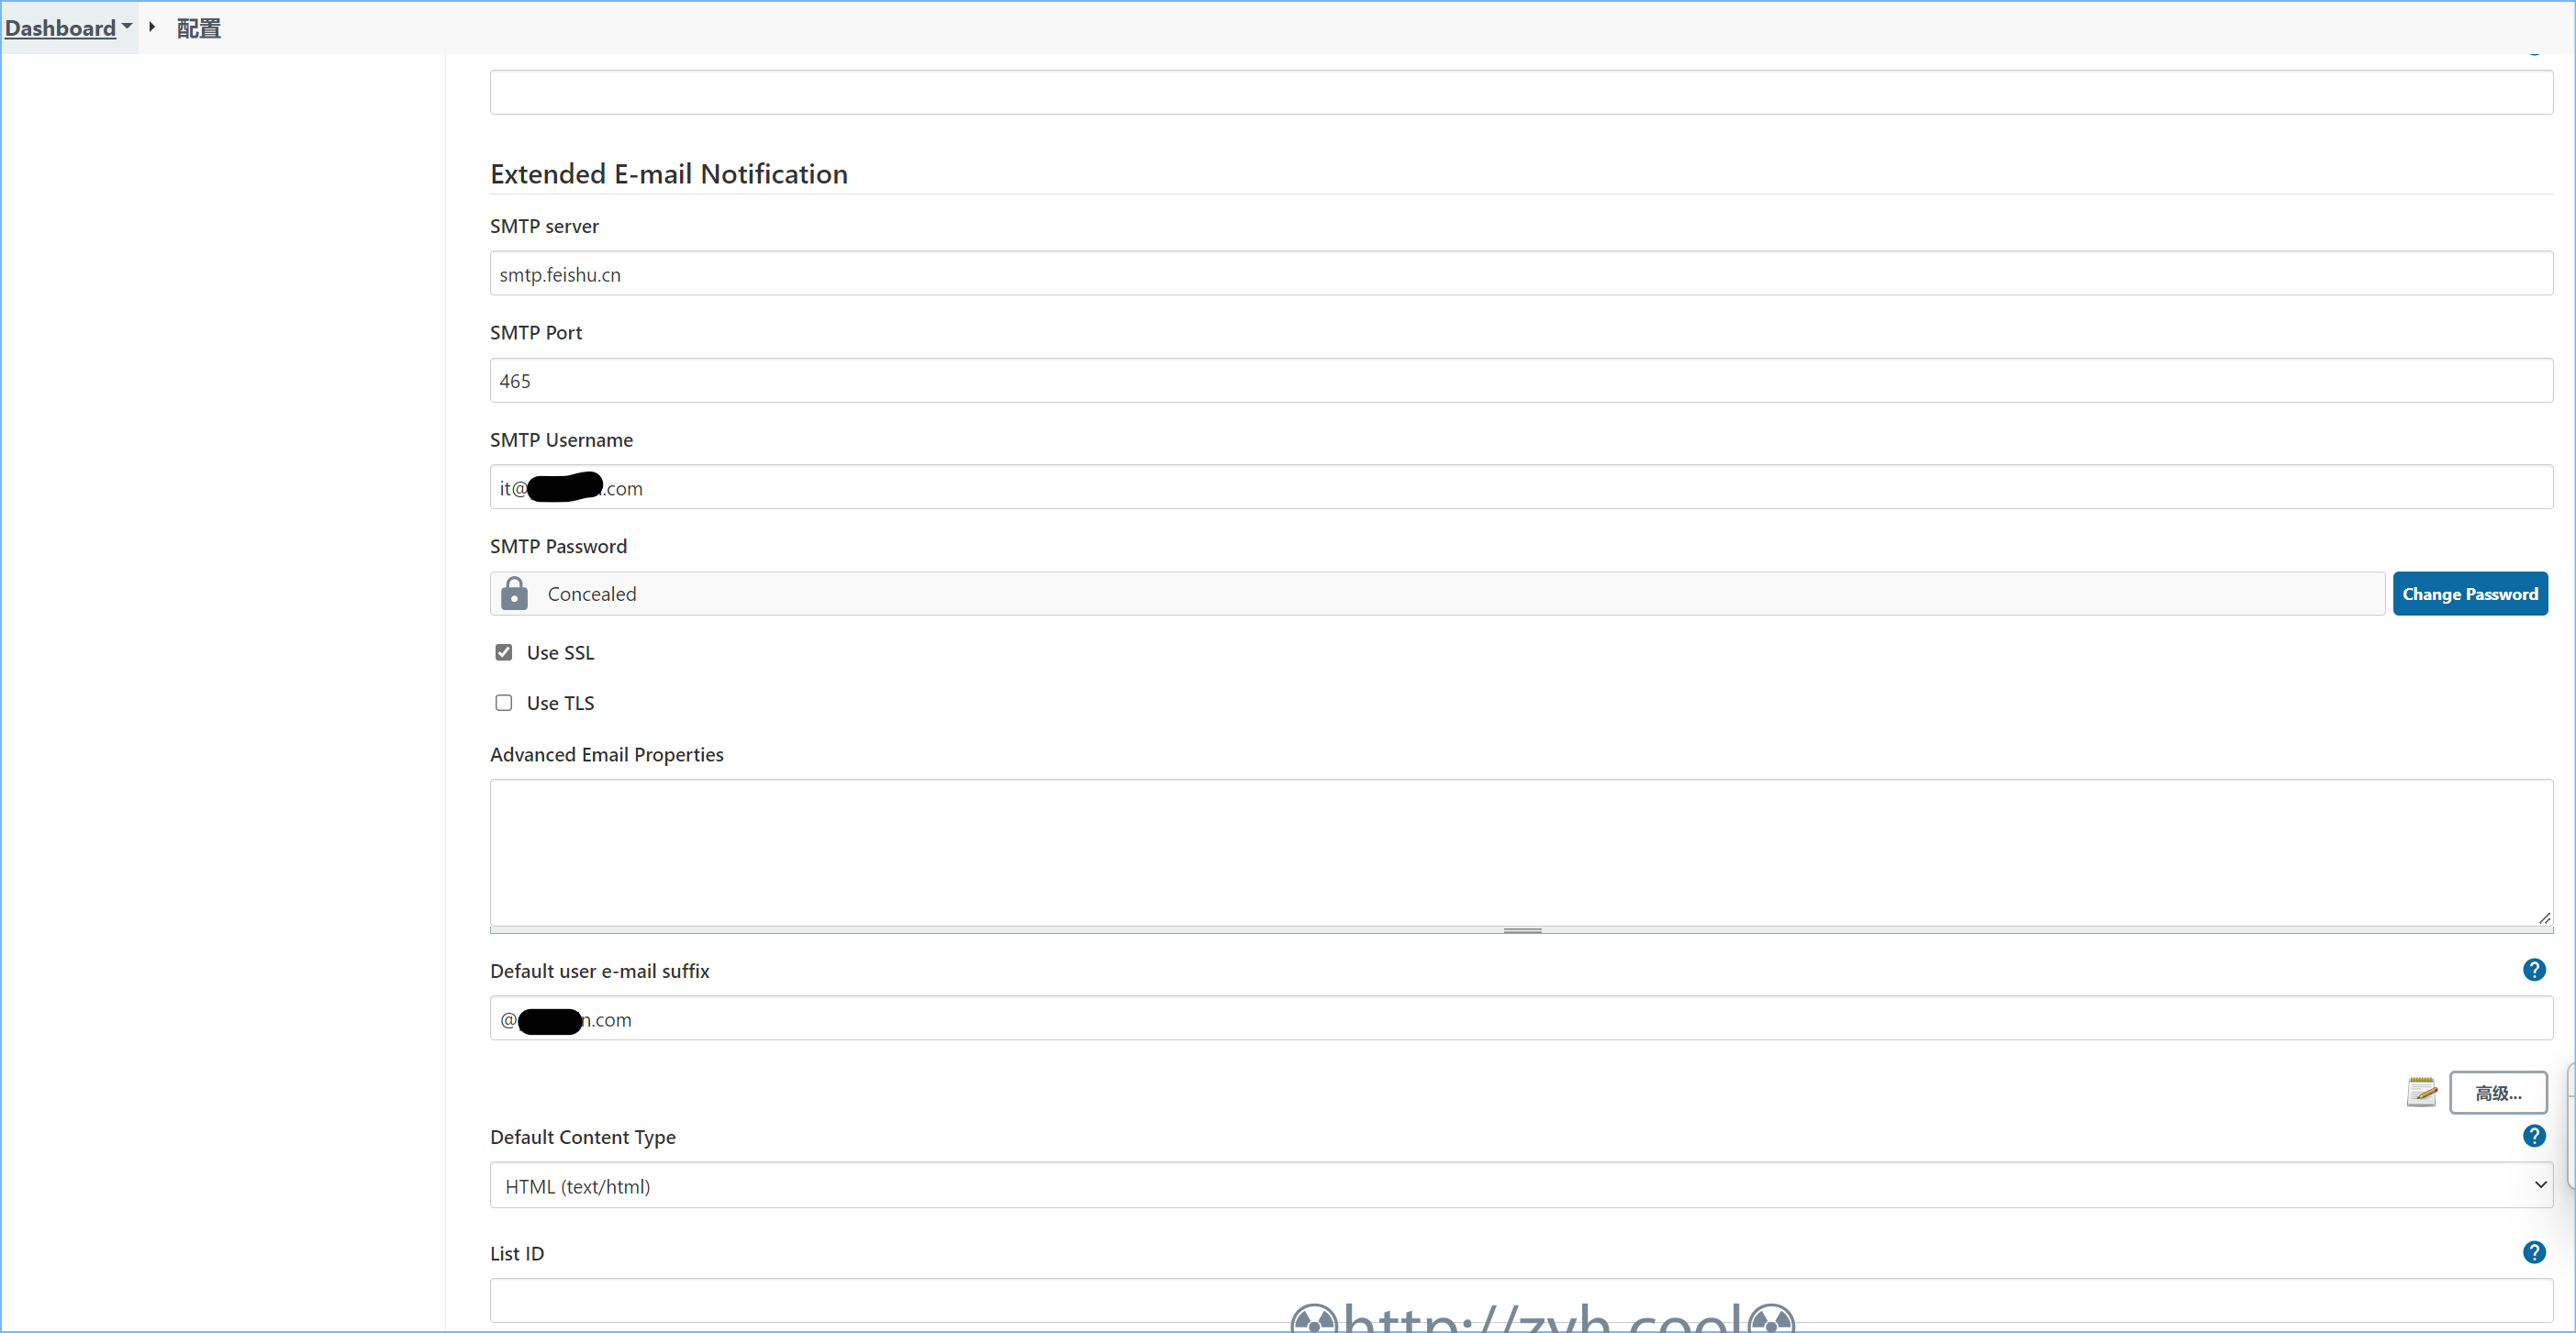 Dashboard 配置
Extended E-mail Notification
SMTP server
smtp.feishu.cn
SMTP Port
465
SMTP Username
it@ .com
SMTP Password
Concealed Change Password
Use SSL
Use TLS
Advanced Email Properties
Default user e-mail suffix
?
@ n.com
高级...
Default Content Type
?
HTML (text/html)
List ID
?
http://zyh.cool